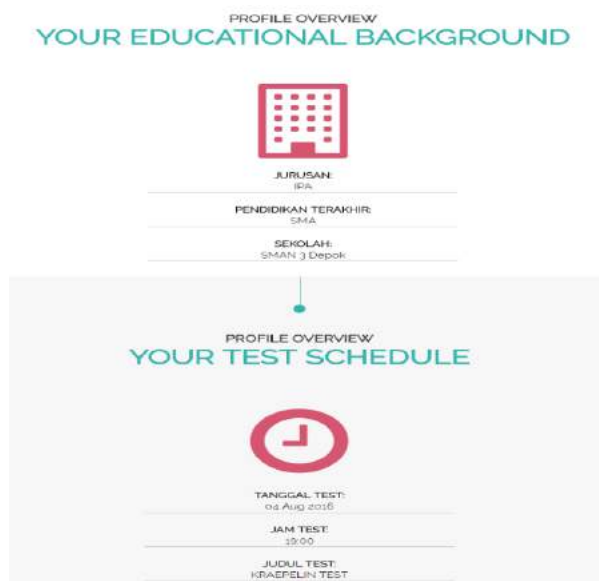 PROFILE OVERVIEW
YOUR EDUCATIONAL BACKGROUND
JURUSAN:
IPA
PENDIDIKAN TERAKHIR:
SMA
SEKOLAH:
SMAN 3 Depok
PROFILE OVERVIEW
YOUR TEST SCHEDULE
TANGGAL TEST:
04 Aug 2016
JAM TEST:
19:00
JUDUL TEST:
KRAEPELIN TEST